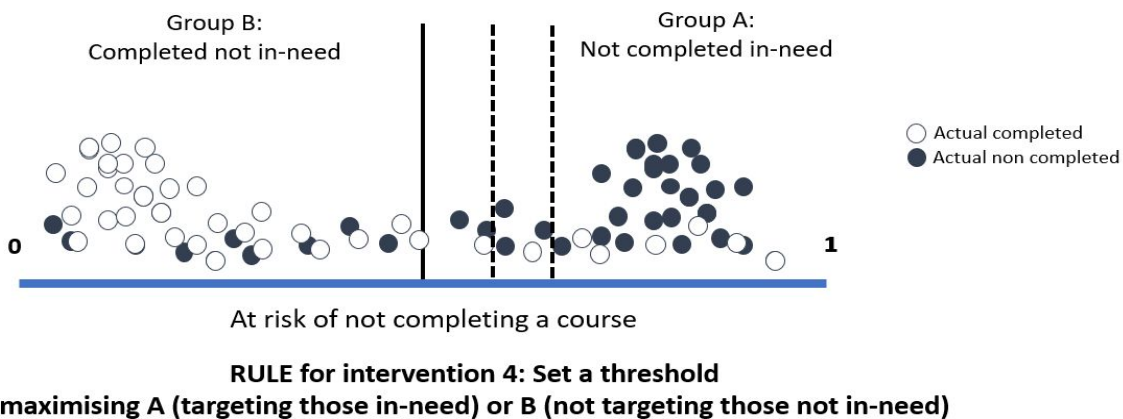 Group B:
Completed not in-need
Group A:
Not completed in-need
Actual completed
Actual non completed
0
1
At risk of not completing a course
RULE for intervention 4: Set a threshold
maximising A (targeting those in-need) or B (not targeting those not in-need)